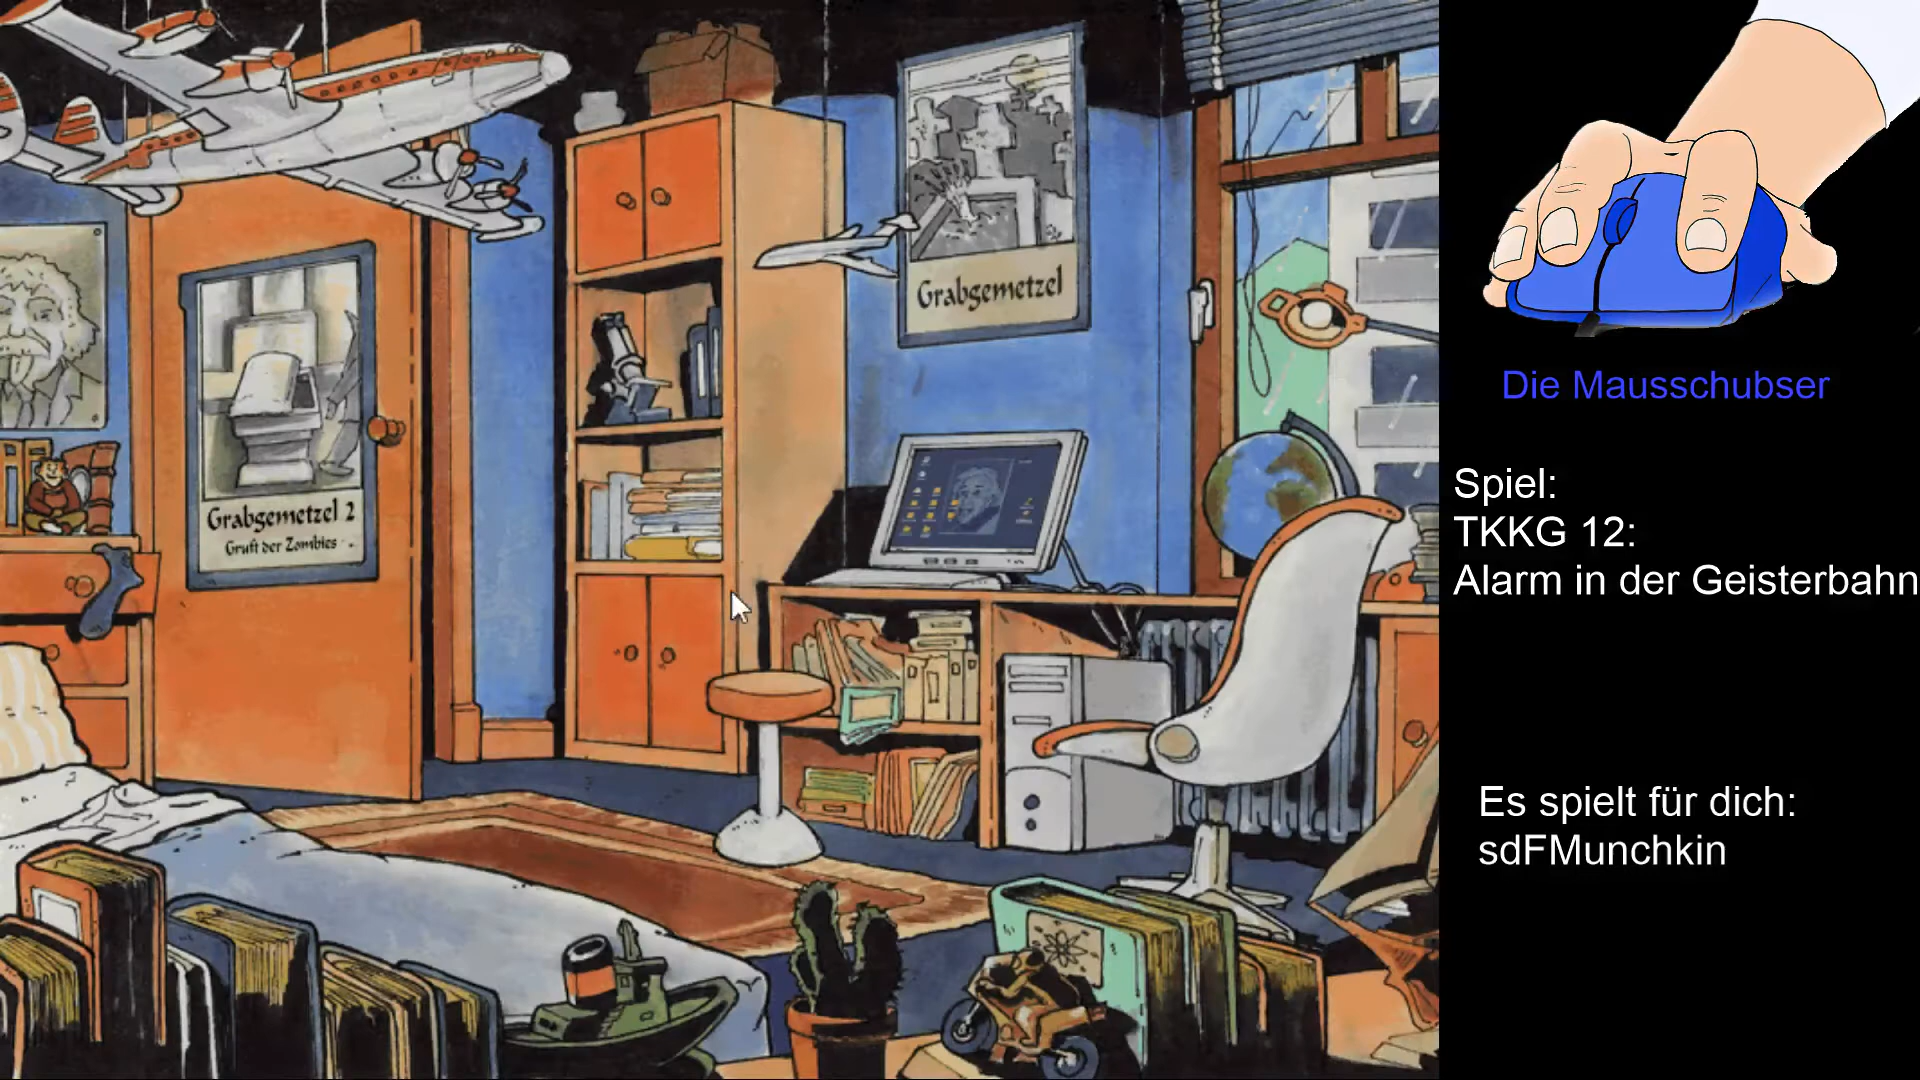 Grabgemetzel
Grabgemetzel 2
Gruft der Zombies
Die Mausschubser
Spiel:
TKKG 12:
Alarm in der Geisterbahn
Es spielt für dich:
sdFMunchkin